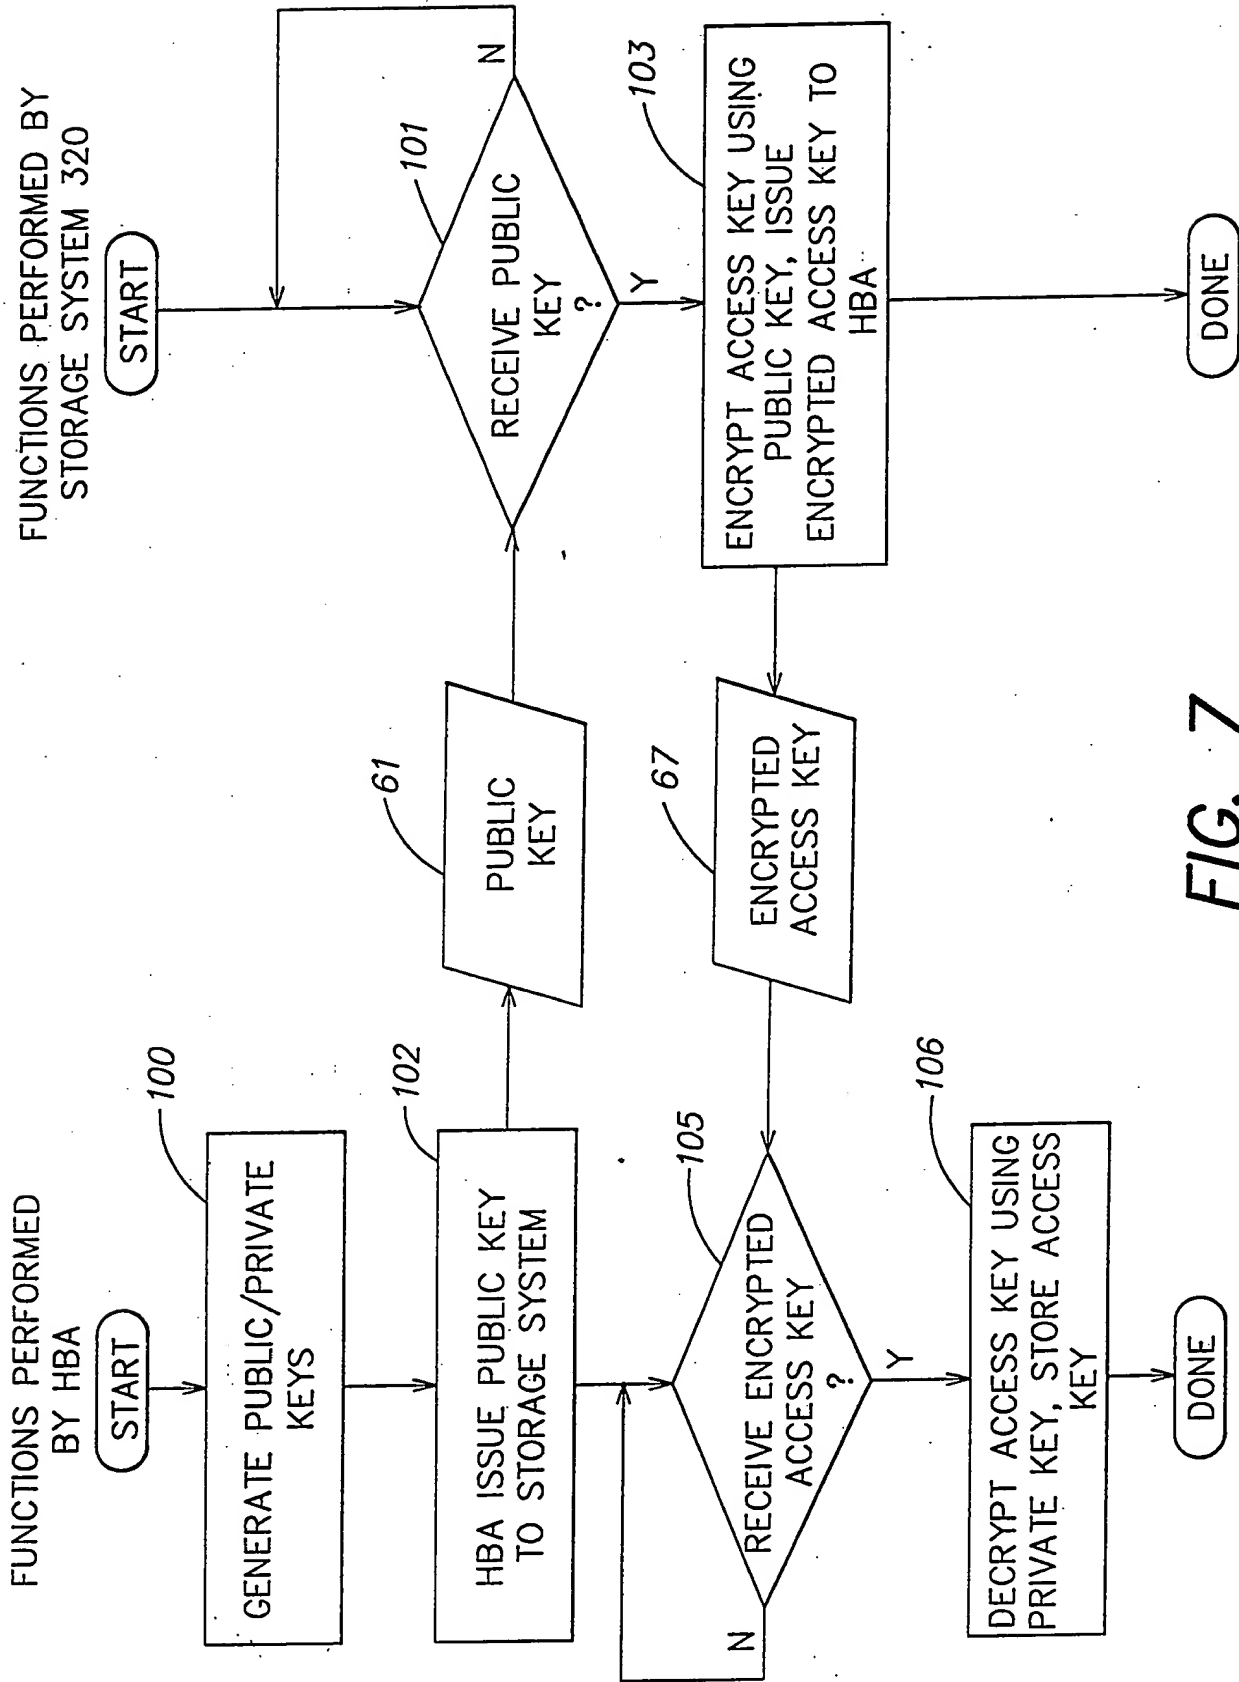 FUNCTIONS PERFORMED
BY HBA
START
100
GENERATE PUBLIC/PRIVATE
KEYS
102
HBA ISSUE PUBLIC KEY
TO STORAGE SYSTEM
105
RECEIVE ENCRYPTED
ACCESS KEY
?
N
Y
106
DECRYPT ACCESS KEY USING
PRIVATE KEY, STORE ACCESS
KEY
DONE
61
PUBLIC
KEY
67
ENCRYPTED
ACCESS KEY
FUNCTIONS PERFORMED BY
STORAGE SYSTEM 320
START
101
RECEIVE PUBLIC
KEY
?
N
Y
103
ENCRYPT ACCESS KEY USING
PUBLIC KEY, ISSUE
ENCRYPTED ACCESS KEY TO
HBA
DONE
FIG. 7